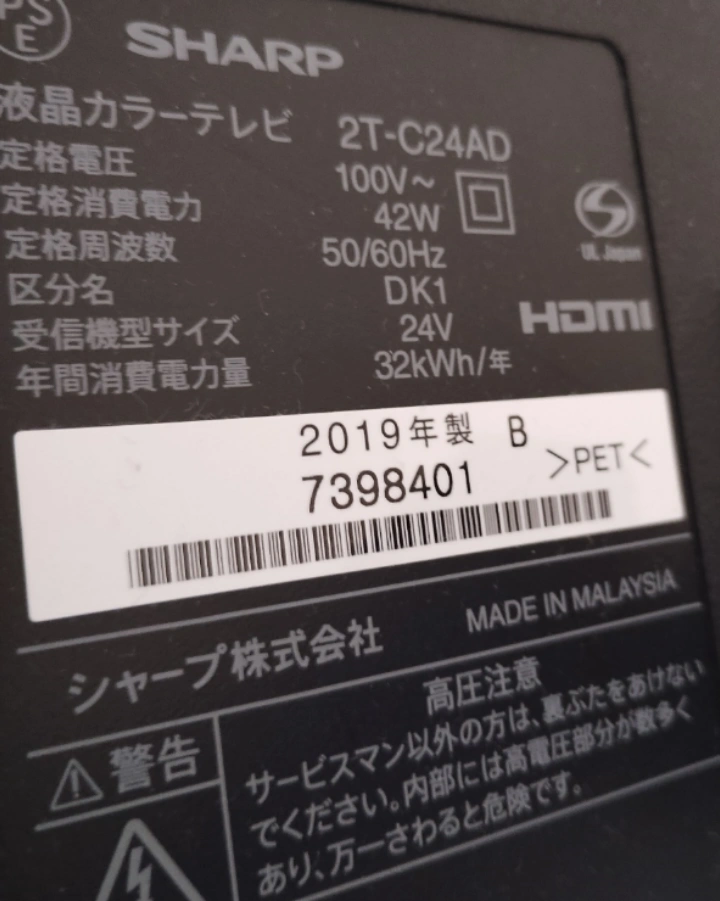 PS
E
SHARP
液晶カラーテレビ 2T-C24AD
定格電圧 100V~
定格消費電力 42W
定格周波数 50/60Hz
区分名 DK1
受信機型サイズ 24V
年間消費電力量 32kWh/年
UL Japan
HDMI
2019年製 B
7398401 >PET<
シャープ株式会社 MADE IN MALAYSIA
警告
高圧注意
サービスマン以外の方は、裏ぶたをあけない
でください。内部には高電圧部分が数多く
あり、万一さわると危険です。